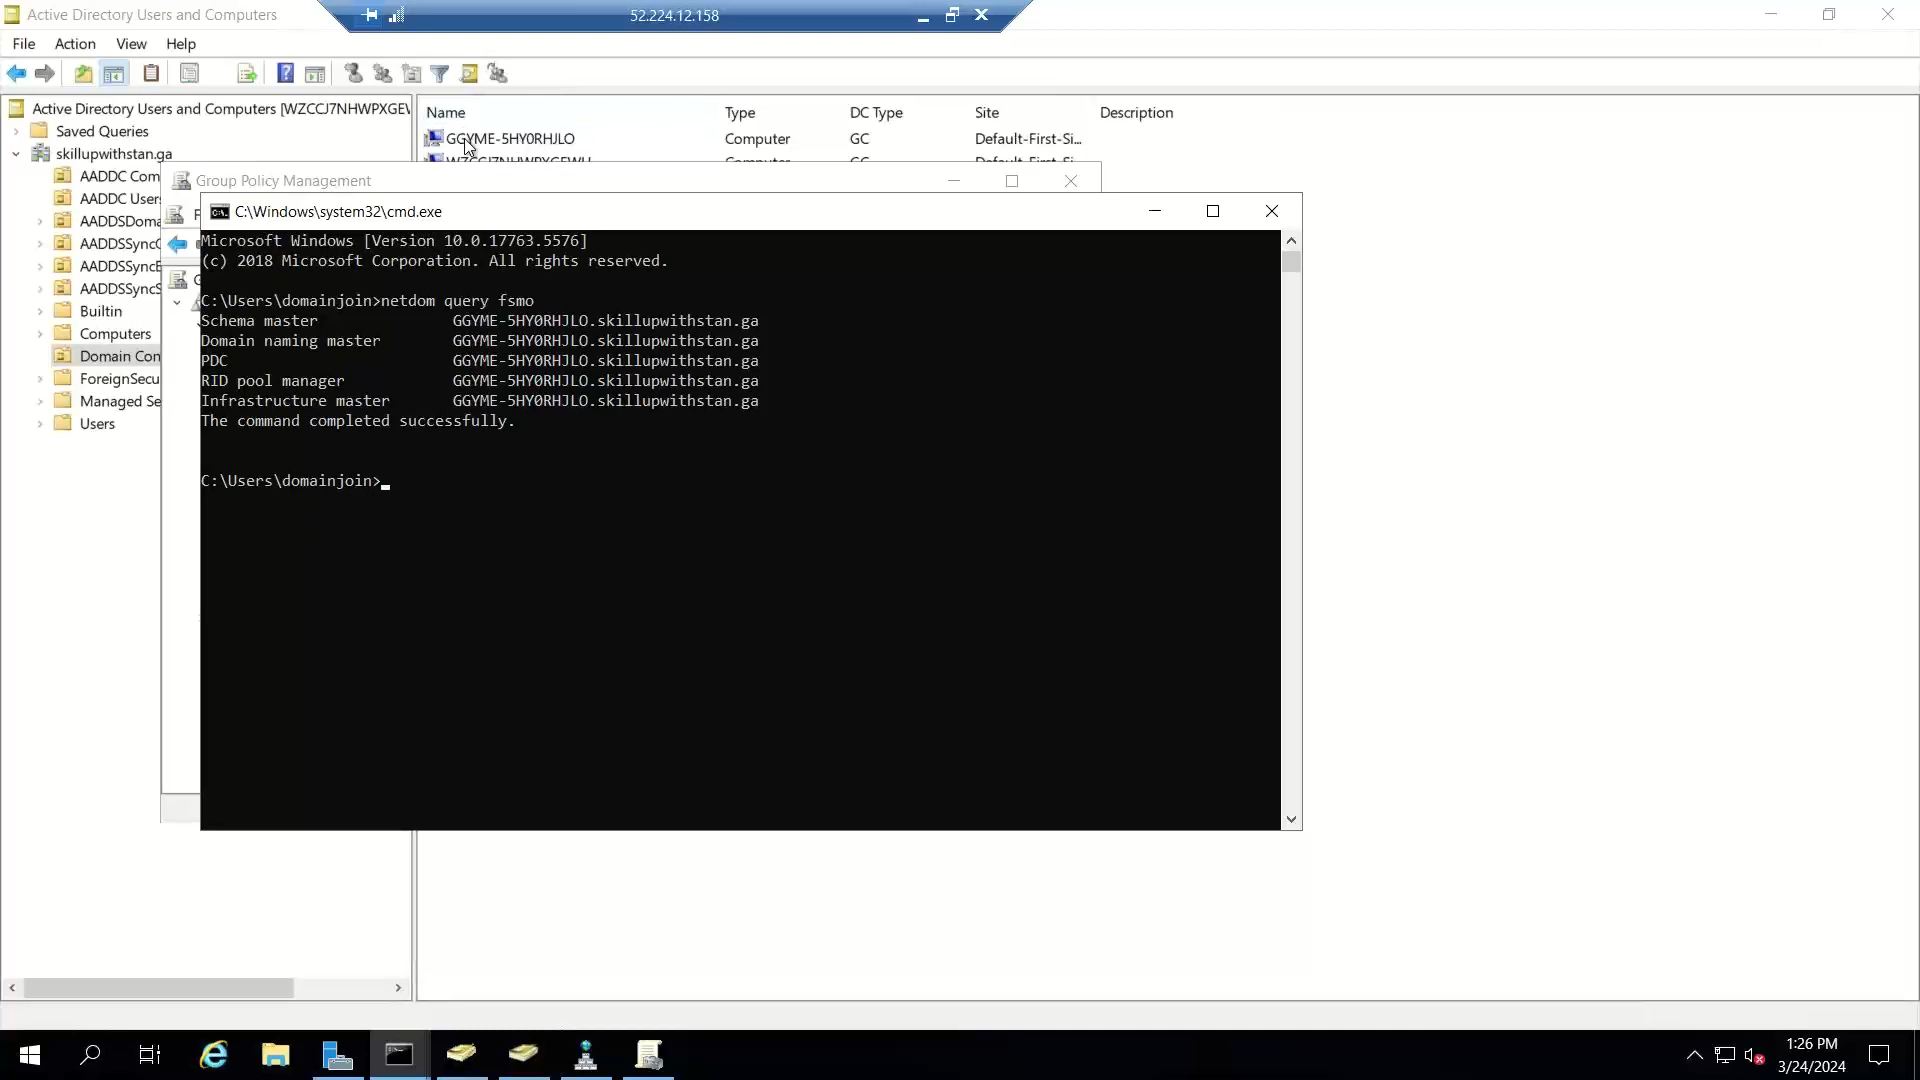 Active Directory Users and Computers
52.224.12.158
File Action View Help
Active Directory Users and Computers [WZCCJ7NHWPXGEW
Saved Queries
skillupwithstan.ga
AADDC Com
AADDC User
AADDSDoma
AADDSSyncC
AADDSSyncE
AADDSSyncS
Builtin
Computers
Domain Con
ForeignSecu
Managed Se
Users
Name Type DC Type Site Description
GGYME-5HY0RHJLO Computer GC Default-First-Si...
Group Policy Management
C:\Windows\system32\cmd.exe
Microsoft Windows [Version 10.0.17763.5576]
(c) 2018 Microsoft Corporation. All rights reserved.
C:\Users\domainjoin>netdom query fsmo
Schema master GGYME-5HY0RHJLO.skillupwithstan.ga
Domain naming master GGYME-5HY0RHJLO.skillupwithstan.ga
PDC GGYME-5HY0RHJLO.skillupwithstan.ga
RID pool manager GGYME-5HY0RHJLO.skillupwithstan.ga
Infrastructure master GGYME-5HY0RHJLO.skillupwithstan.ga
The command completed successfully.
C:\Users\domainjoin>
1:26 PM
3/24/2024